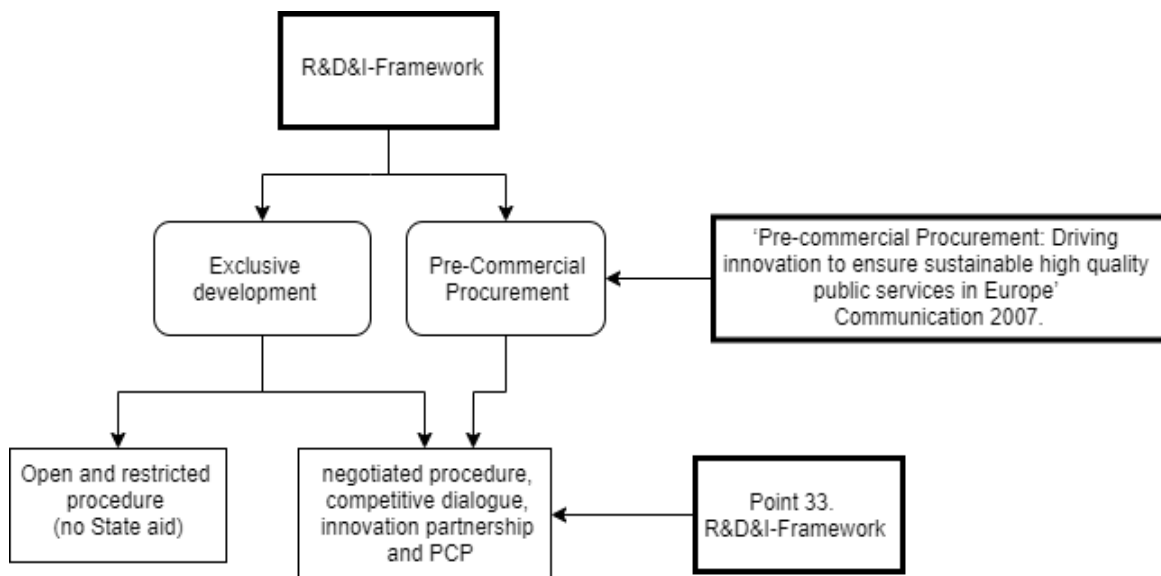 R&D&I-Framework
Exclusive
development
Pre-Commercial
Procurement
‘Pre-commercial Procurement: Driving
innovation to ensure sustainable high quality
public services in Europe’
Communication 2007.
Open and restricted
procedure
(no State aid)
negotiated procedure,
competitive dialogue,
innovation partnership
and PCP
Point 33.
R&D&I-Framework